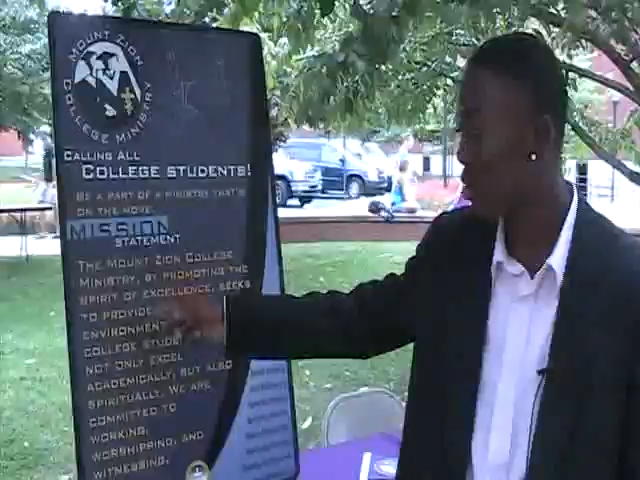 MOUNT ZION
COLLEGE MINISTRY
CALLING ALL
COLLEGE STUDENTS!
BE A PART OF A MINISTRY THAT'S
ON THE MOVE.
MISSION
STATEMENT
THE MOUNT ZION COLLEGE
MINISTRY, BY PROMOTING THE
SPIRIT OF EXCELLENCE, SEEKS
TO PROVIDE
ENVIRONMENT
COLLEGE STUDE
NOT ONLY EXCEL
ACADEMICALLY, BUT ALSO
SPIRITUALLY. WE ARE
COMMITTED TO
WORKING,
WORSHIPPING, AND
WITNESSING.